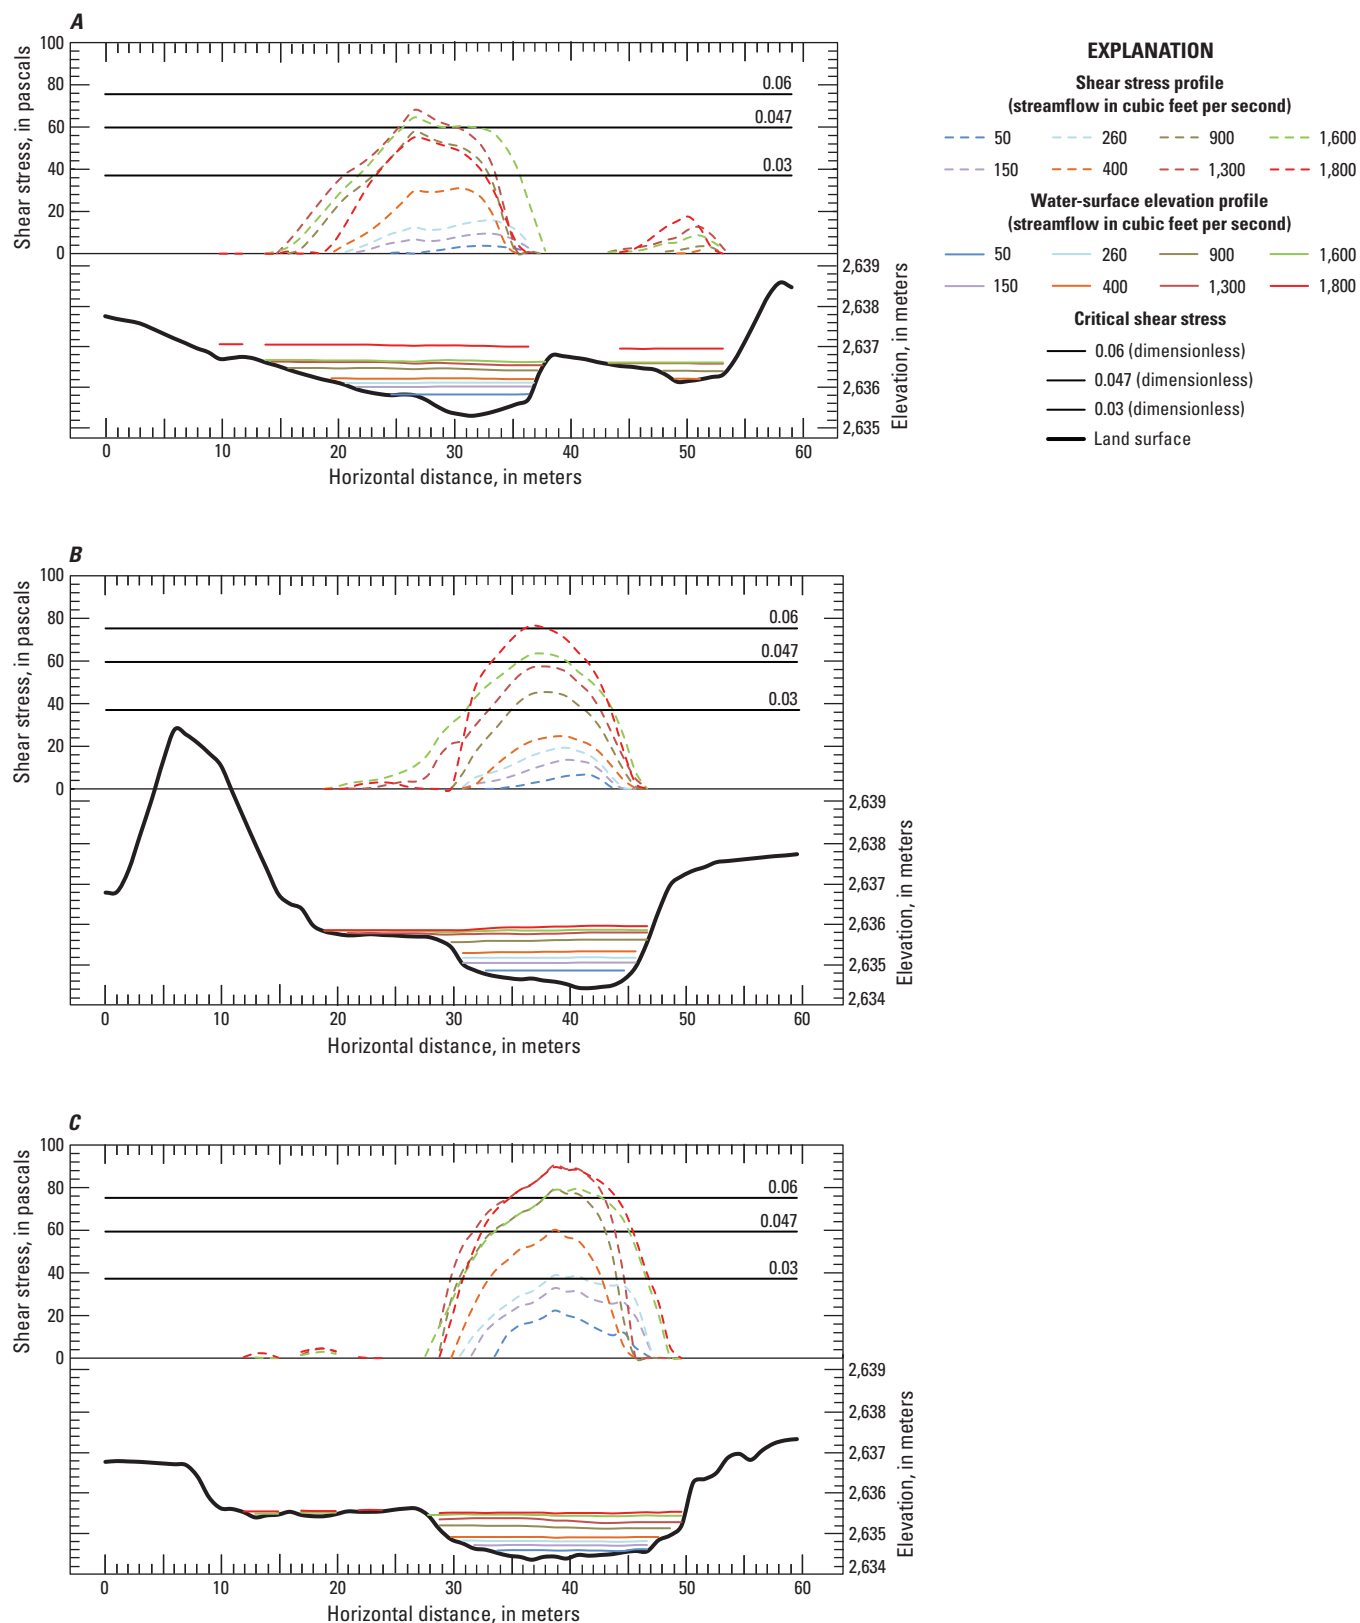 A
Shear stress, in pascals
100
80
60
40
20
0
0.06
0.047
0.03
2,639
2,638
2,637
2,636
2,635
Elevation, in meters
0 10 20 30 40 50 60
Horizontal distance, in meters
EXPLANATION
Shear stress profile
(streamflow in cubic feet per second)
50 260 900 1,600
150 400 1,300 1,800
Water-surface elevation profile
(streamflow in cubic feet per second)
50 260 900 1,600
150 400 1,300 1,800
Critical shear stress
0.06 (dimensionless)
0.047 (dimensionless)
0.03 (dimensionless)
Land surface
B
Shear stress, in pascals
100
80
60
40
20
0
0.06
0.047
0.03
2,639
2,638
2,637
2,636
2,635
2,634
Elevation, in meters
0 10 20 30 40 50 60
Horizontal distance, in meters
C
Shear stress, in pascals
100
80
60
40
20
0
0.06
0.047
0.03
2,639
2,638
2,637
2,636
2,635
2,634
Elevation, in meters
0 10 20 30 40 50 60
Horizontal distance, in meters